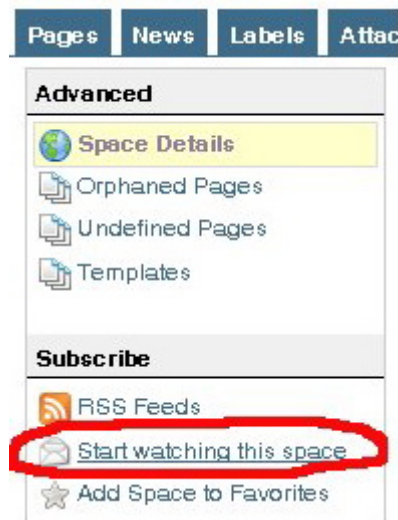 Pages News Labels Attac
Advanced
Space Details
Orphaned Pages
Undefined Pages
Templates
Subscribe
RSS Feeds
Start watching this space
Add Space to Favorites